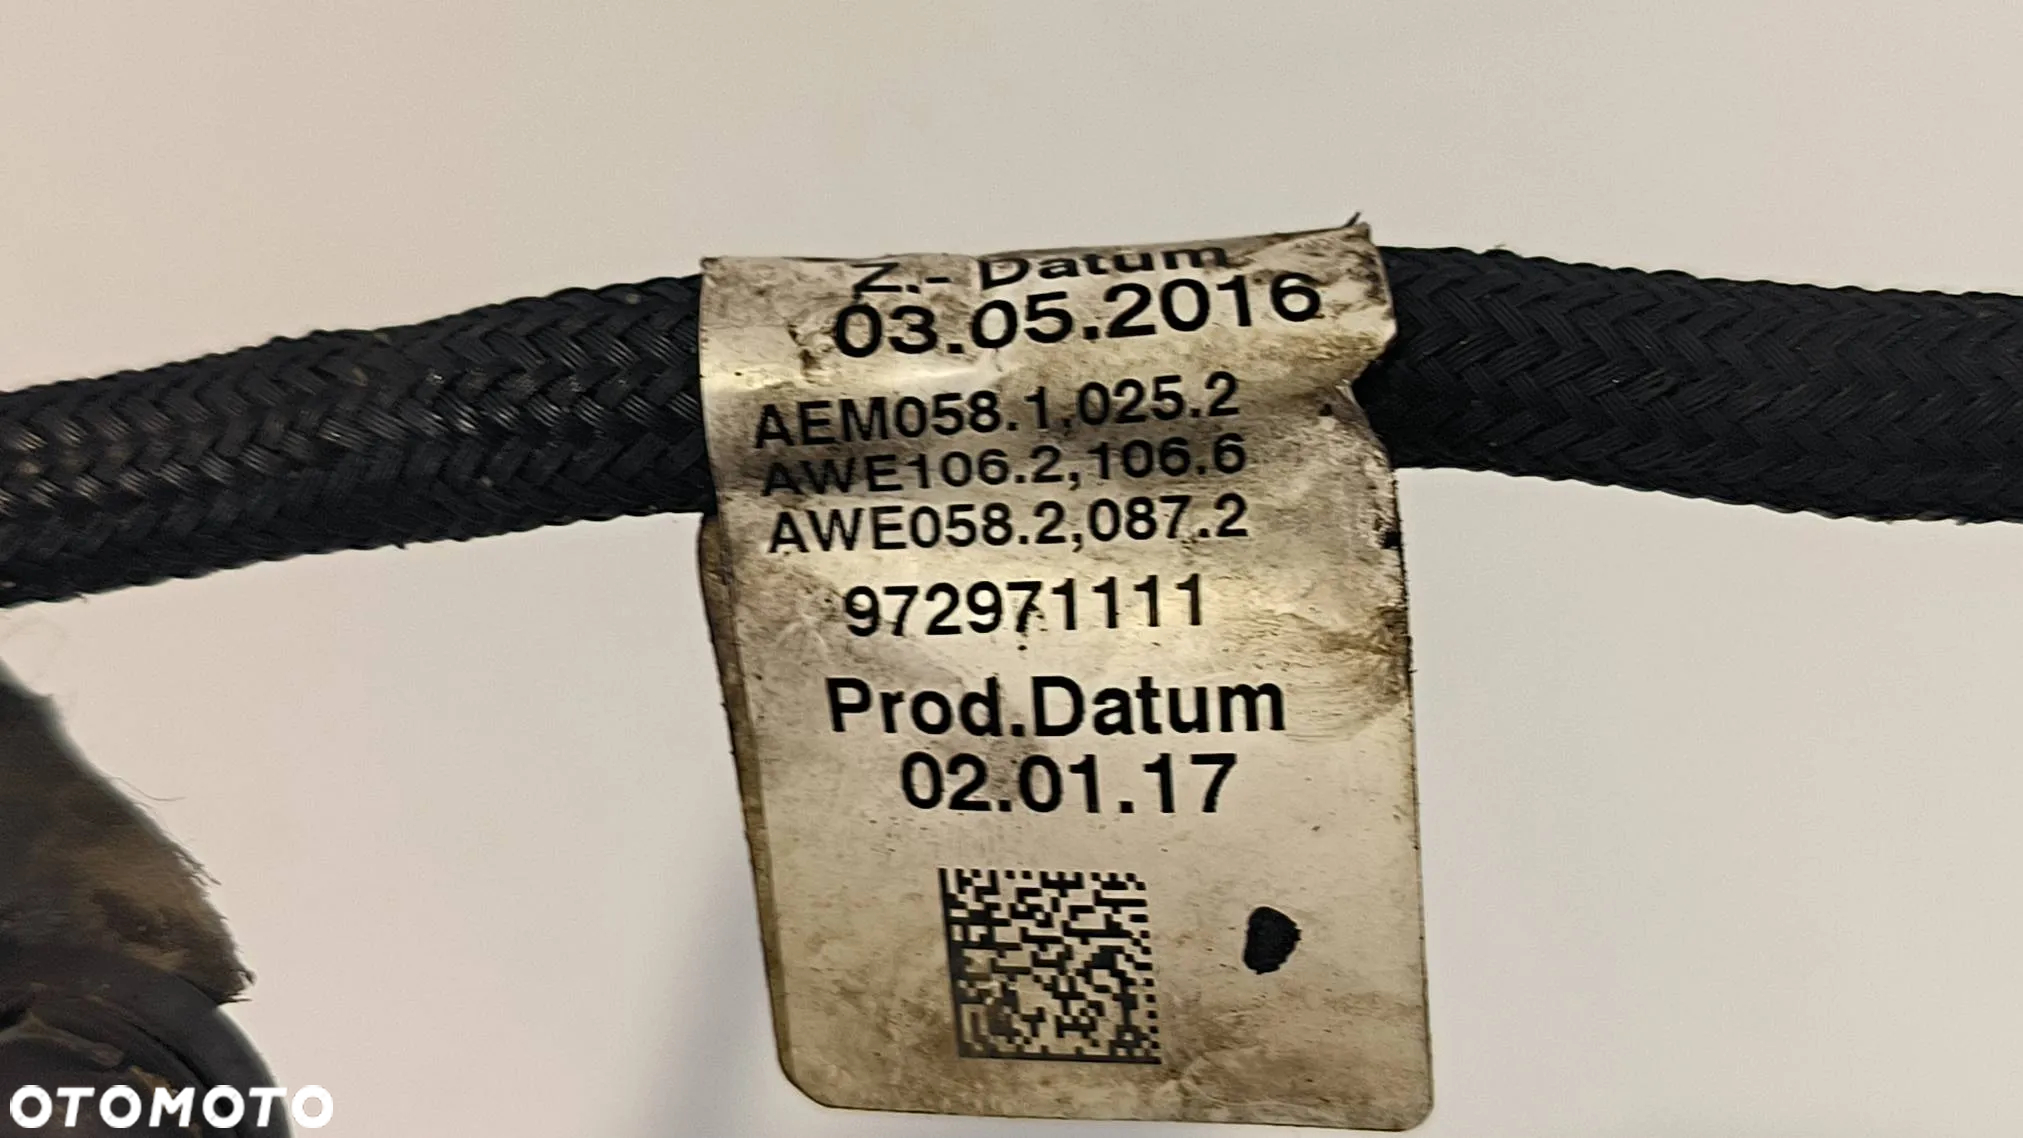 Z.- Datum
03.05.2016
AEM058.1,025.2
AWE106.2,106.6
AWE058.2,087.2
972971111
Prod.Datum
02.01.17
OTOMOTO